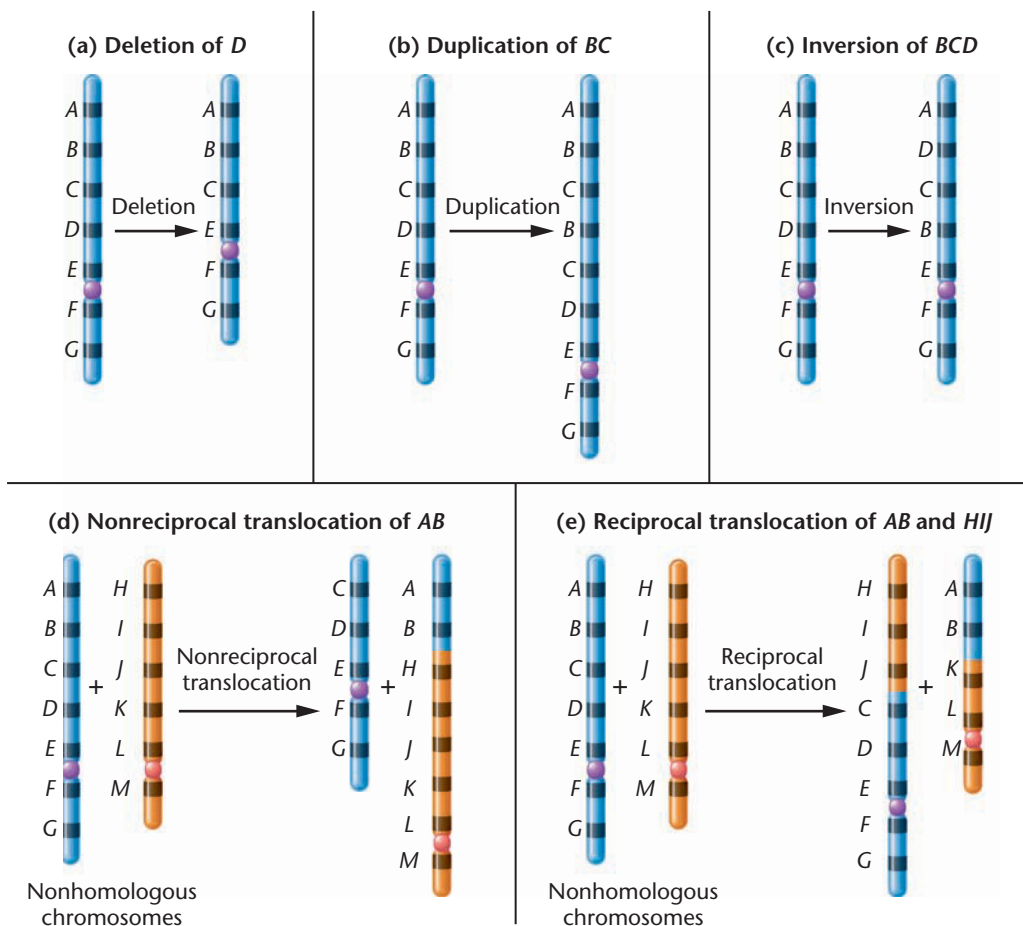 (a) Deletion of D
A
B
C
D
E
F
G
Deletion
A
B
C
E
F
G
(b) Duplication of BC
A
B
C
D
E
F
G
Duplication
A
B
C
B
C
D
E
F
G
(c) Inversion of BCD
A
B
C
D
E
F
G
Inversion
A
D
C
B
E
F
G
(d) Nonreciprocal translocation of AB
A
B
C
D
E
F
G
+
H
I
J
K
L
M
Nonreciprocal
translocation
C
D
E
F
G
+
A
B
H
I
J
K
L
M
Nonhomologous
chromosomes
(e) Reciprocal translocation of AB and HIJ
A
B
C
D
E
F
G
+
H
I
J
K
L
M
Reciprocal
translocation
H
I
J
C
D
E
F
G
+
A
B
K
L
M
Nonhomologous
chromosomes